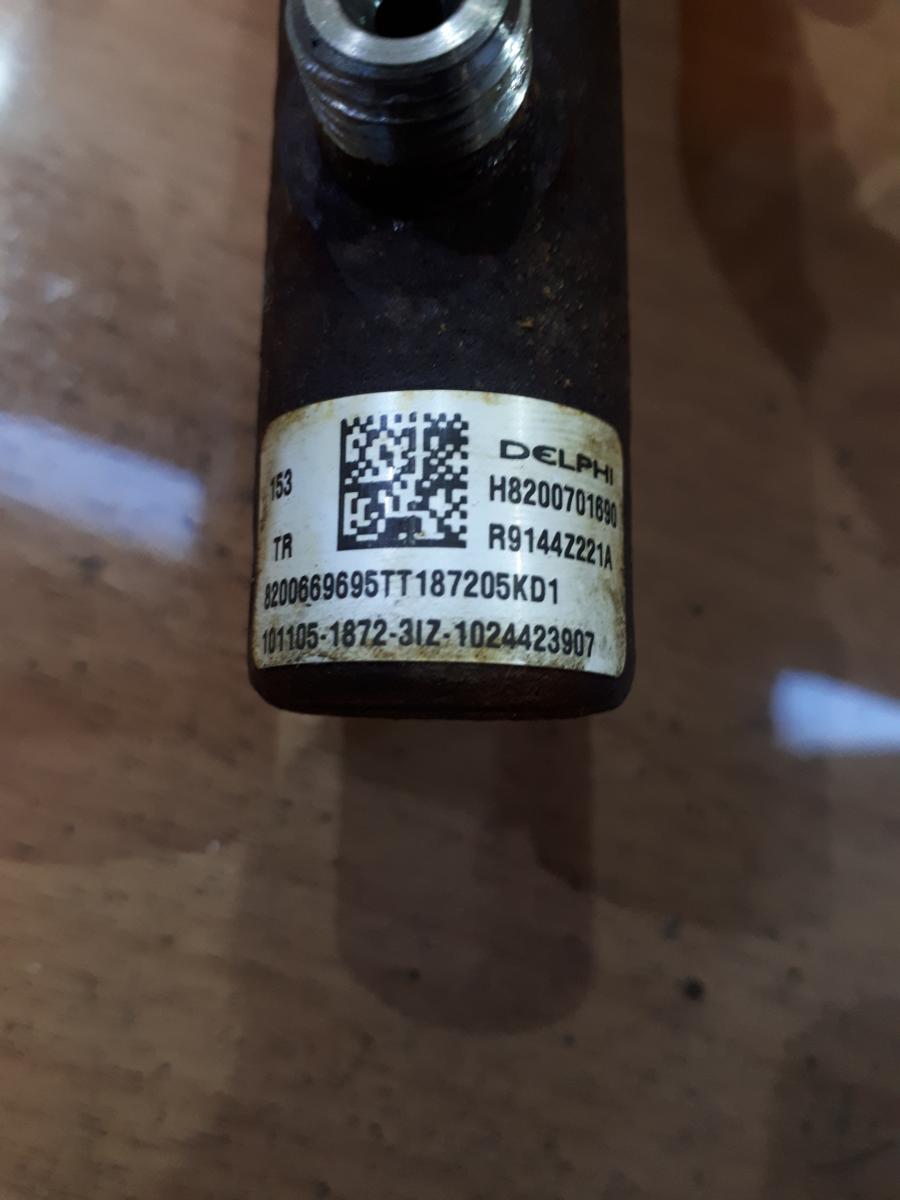 DELPHI
153
H8200701690
TR
R9144Z221A
8200669695TT187205KD1
101105-1872-3IZ-1024423907